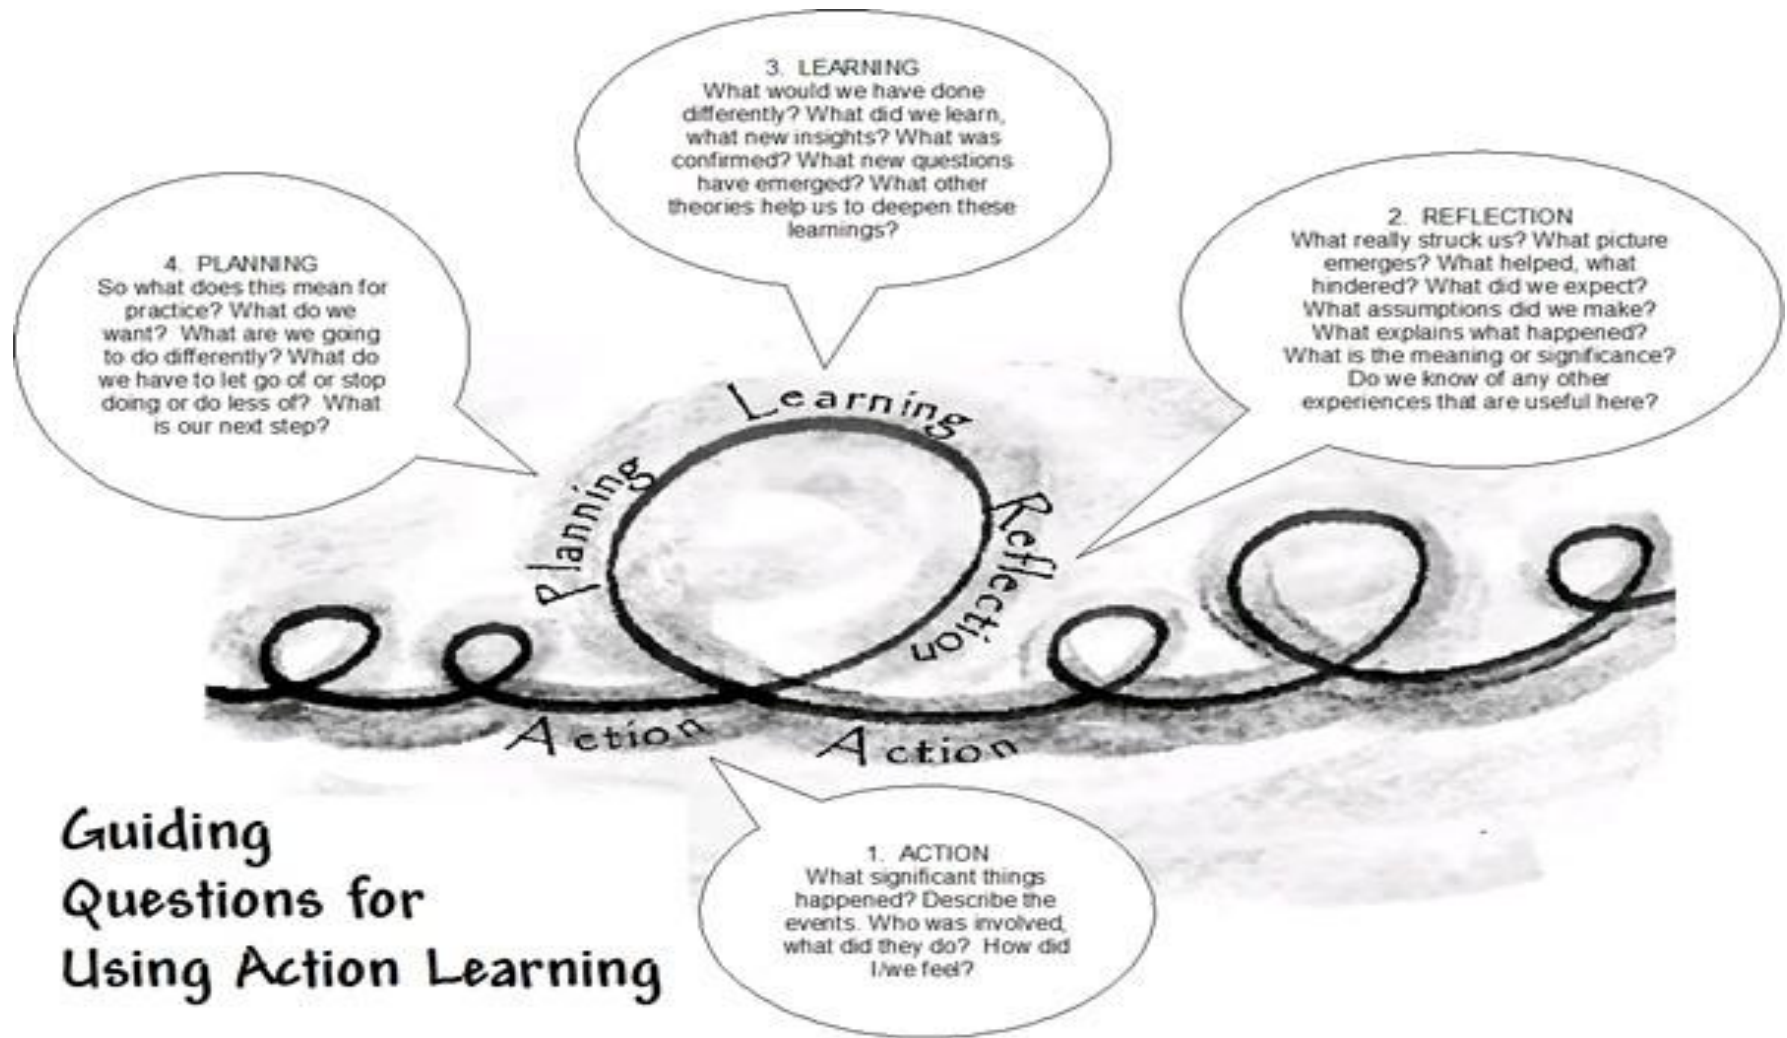 3. LEARNING
What would we have done
differently? What did we learn,
what new insights? What was
confirmed? What new questions
have emerged? What other
theories help us to deepen these
learnings?
2. REFLECTION
What really struck us? What picture
emerges? What helped, what
hindered? What did we expect?
What assumptions did we make?
What explains what happened?
What is the meaning or significance?
Do we know of any other
experiences that are useful here?
4. PLANNING
So what does this mean for
practice? What do we
want? What are we going
to do differently? What do
we have to let go of or stop
doing or do less of? What
is our next step?
Learning
Planning
Reflection
Action
Action
1. ACTION
What significant things
happened? Describe the
events. Who was involved,
what did they do? How did
I/we feel?
Guiding
Questions for
Using Action Learning